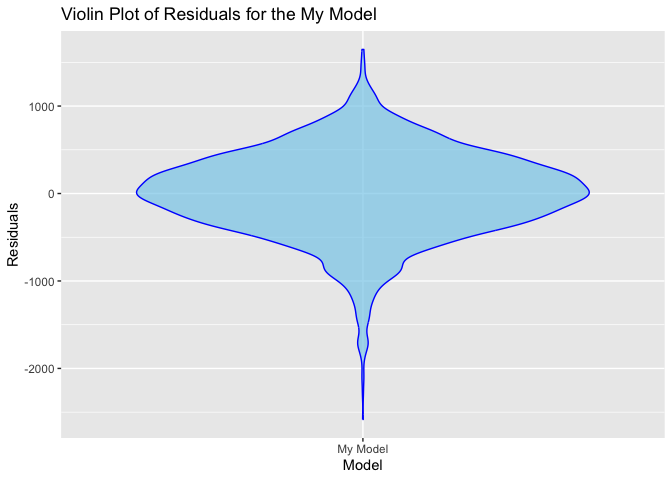 Violin Plot of Residuals for the My Model
Residuals
1000
0
-1000
-2000
My Model
Model